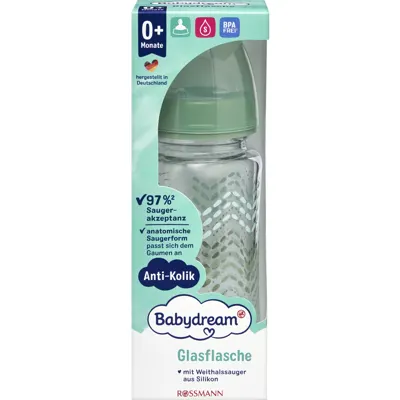 0+
Monate
S
BPA
FREI¹
hergestellt in
Deutschland
97%²
Sauger-
akzeptanz
anatomische
Saugerform
passt sich dem
Gaumen an
Anti-Kolik
Babydream
Glasflasche
mit Weithalssauger
aus Silikon
ROSSMANN